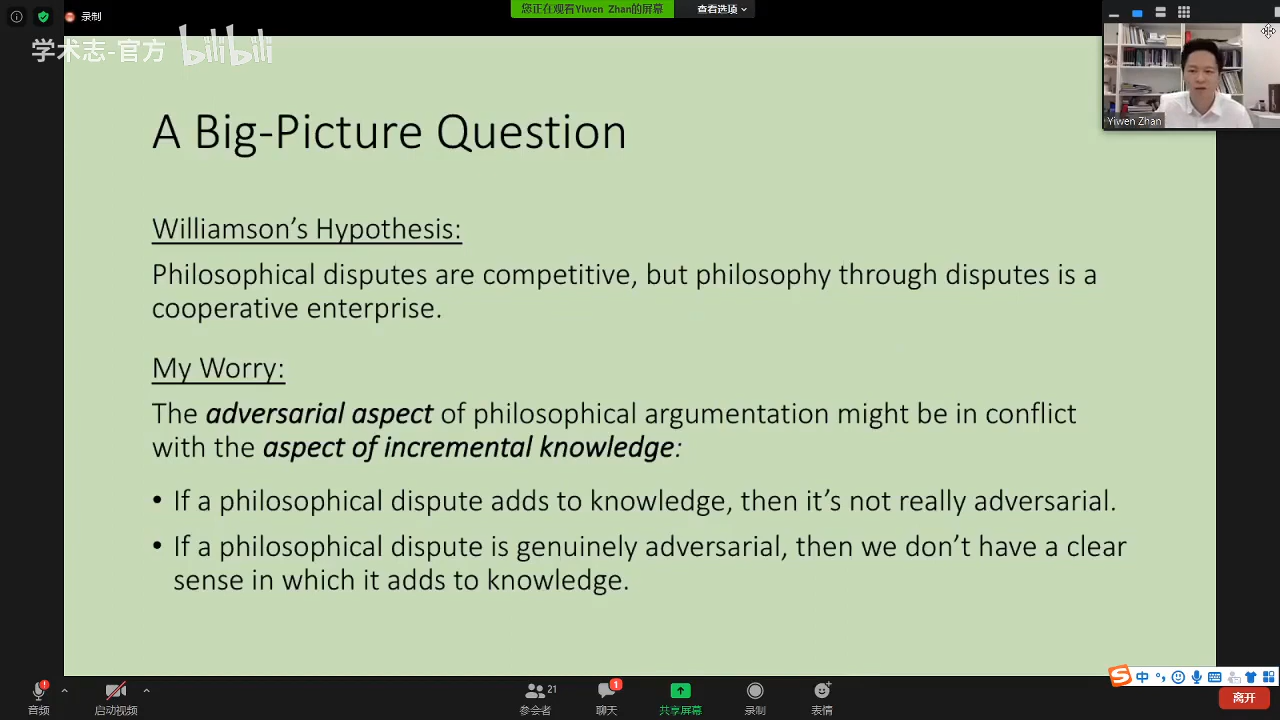 录制
您正在观看Yiwen Zhan的屏幕
查看选项
学术志-官方 bilibili
Yiwen Zhan
A Big-Picture Question
Williamson’s Hypothesis:
Philosophical disputes are competitive, but philosophy through disputes is a
cooperative enterprise.
My Worry:
The adversarial aspect of philosophical argumentation might be in conflict
with the aspect of incremental knowledge:
• If a philosophical dispute adds to knowledge, then it’s not really adversarial.
• If a philosophical dispute is genuinely adversarial, then we don’t have a clear
sense in which it adds to knowledge.
中
音频
启动视频
21
参会者
1
聊天
共享屏幕
录制
表情
离开